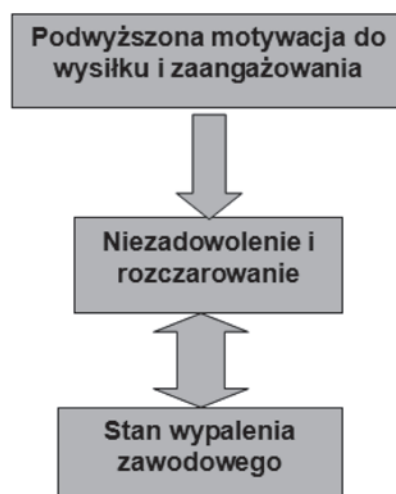 Podwyższona motywacja do
wysiłku i zaangażowania
Niezadowolenie i
rozczarowanie
Stan wypalenia
zawodowego